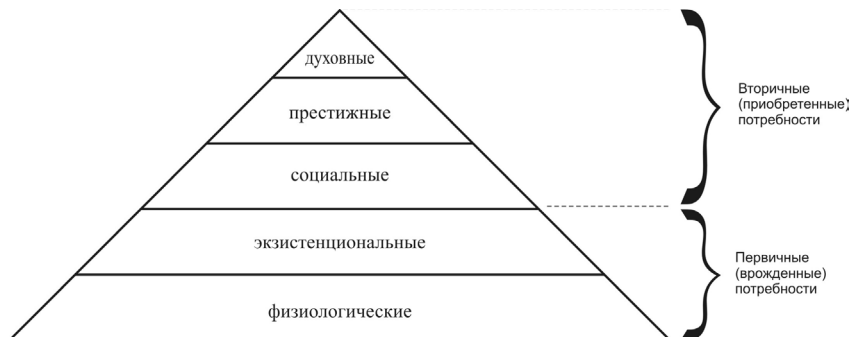 духовные
престижные
социальные
экзистенциональные
физиологические
Вторичные
(приобретенные)
потребности
Первичные
(врожденные)
потребности